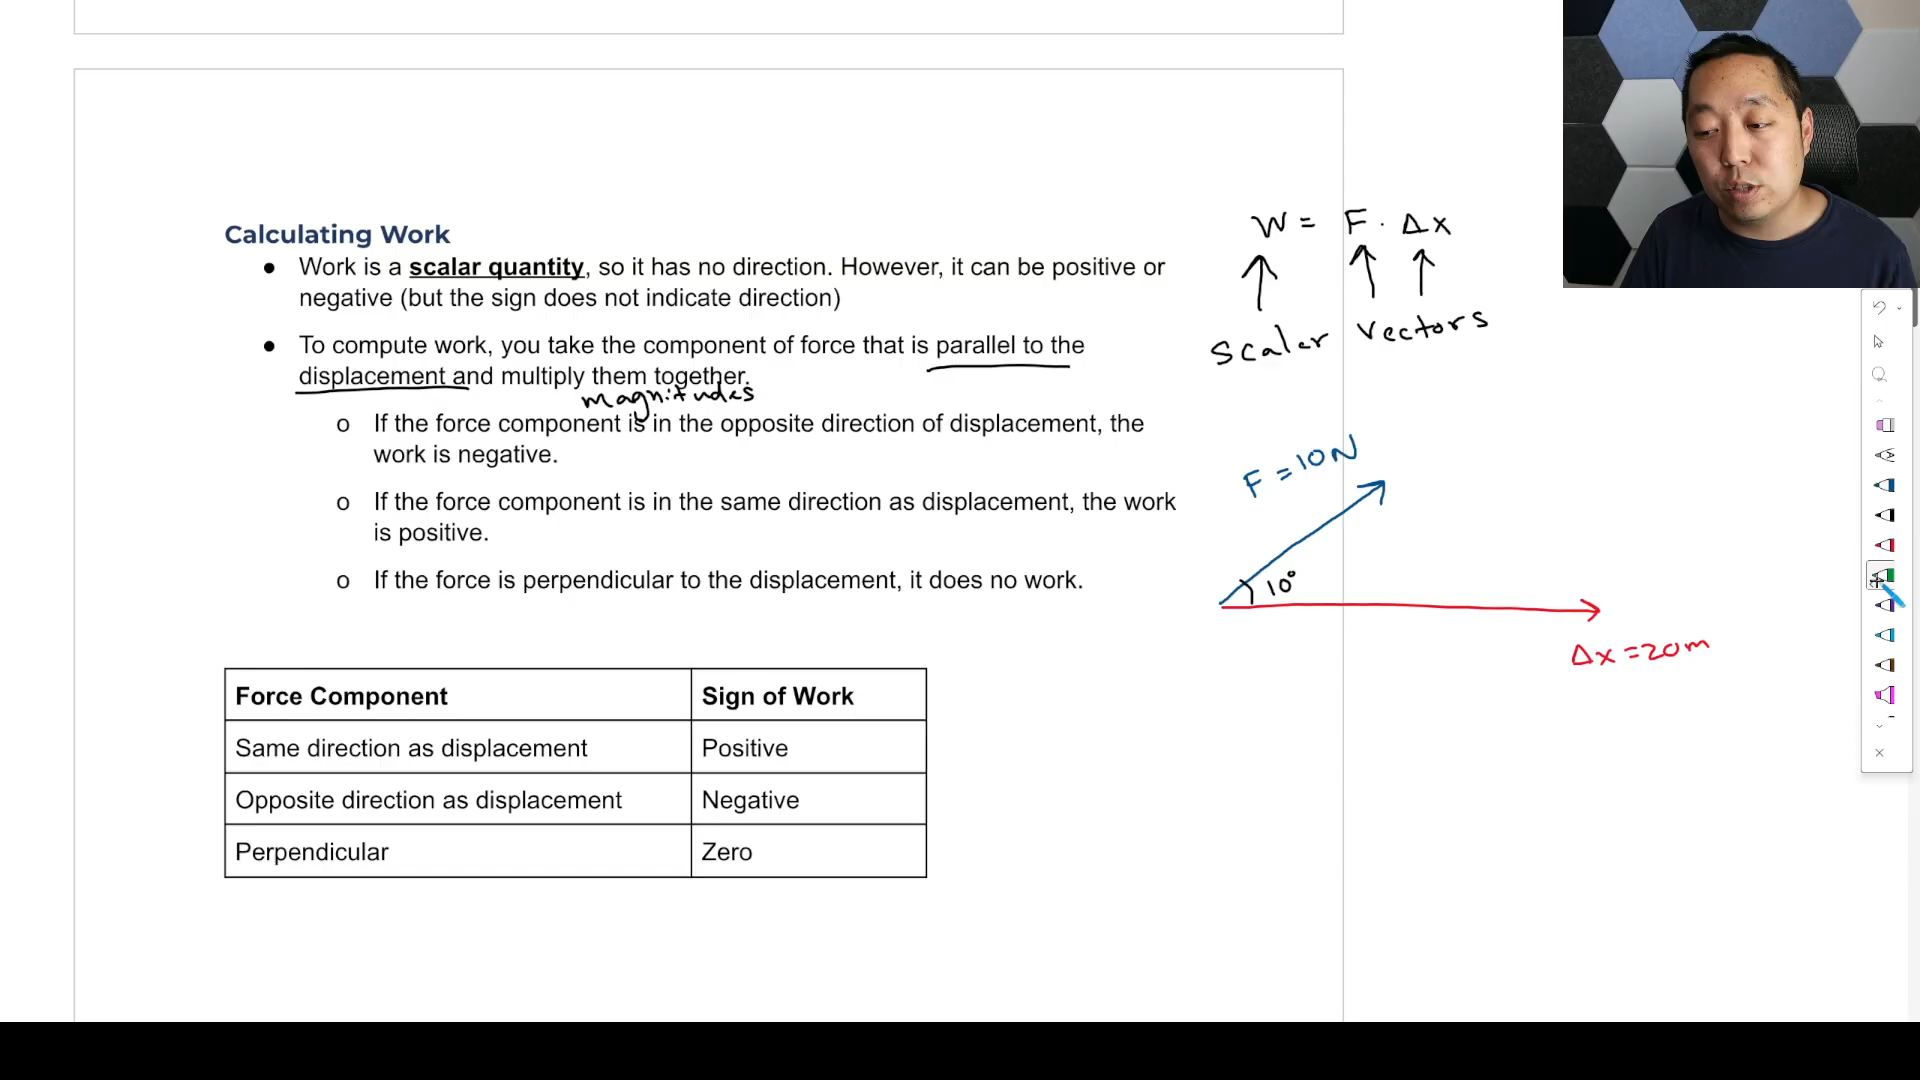 Calculating Work
● Work is a scalar quantity, so it has no direction. However, it can be positive or
negative (but the sign does not indicate direction)
● To compute work, you take the component of force that is parallel to the
displacement and multiply them together.
magnitudes
o If the force component is in the opposite direction of displacement, the
work is negative.
o If the force component is in the same direction as displacement, the work
is positive.
o If the force is perpendicular to the displacement, it does no work.
Force Component Sign of Work
Same direction as displacement Positive
Opposite direction as displacement Negative
Perpendicular Zero
W = F · Δx
Scalar Vectors
F = 10N
10°
Δx = 20m